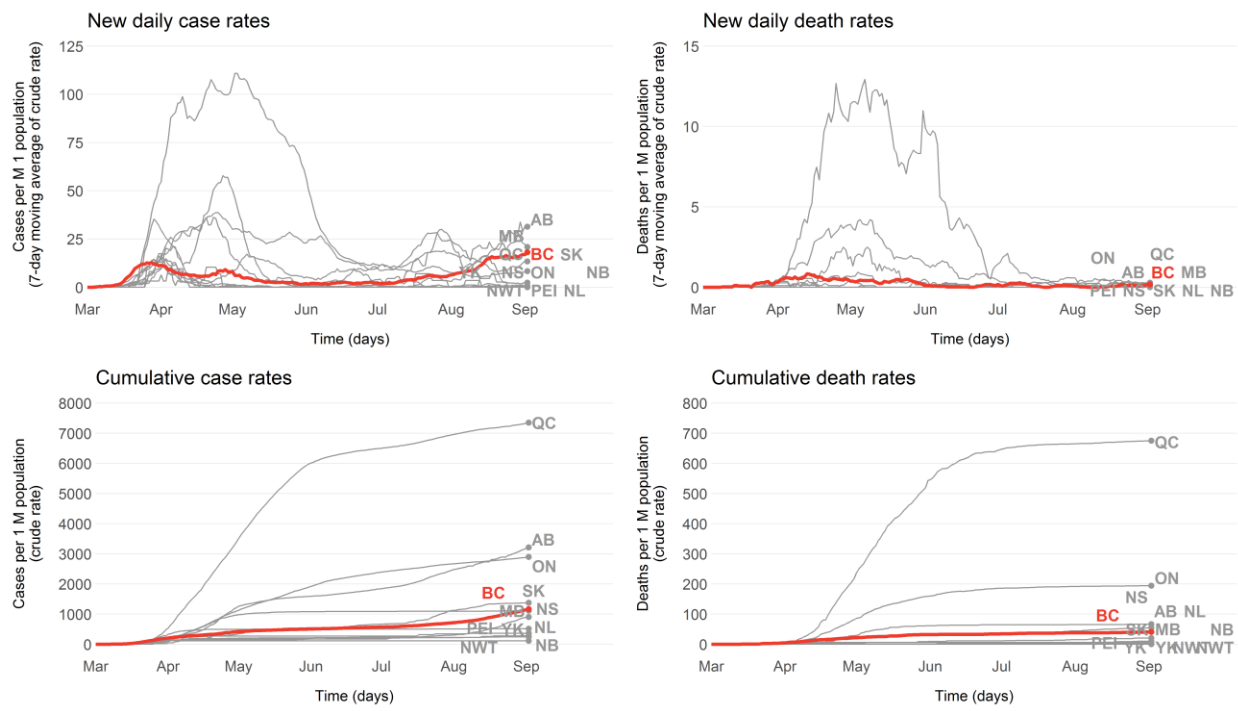 New daily case rates
Cases per M 1 population
(7-day moving average of crude rate)
125
100
75
50
25
0
AB
MB
QC BC SK
YK NS ON NB
NWT PEI NL
Mar Apr May Jun Jul Aug Sep
Time (days)
New daily death rates
Deaths per 1 M population
(7-day moving average of crude rate)
15
10
5
0
ON QC
AB BC MB
PEI NS SK NL NB
Mar Apr May Jun Jul Aug Sep
Time (days)
Cumulative case rates
Cases per 1 M population
(crude rate)
8000
7000
6000
5000
4000
3000
2000
1000
0
QC
AB
ON
BC SK
MB NS
PEI YK NL
NWT NB
Mar Apr May Jun Jul Aug Sep
Time (days)
Cumulative death rates
Deaths per 1 M population
(crude rate)
800
700
600
500
400
300
200
100
0
QC
ON
NS
BC AB NL
SK MB NB
PEI YK YK NWT NWT
Mar Apr May Jun Jul Aug Sep
Time (days)